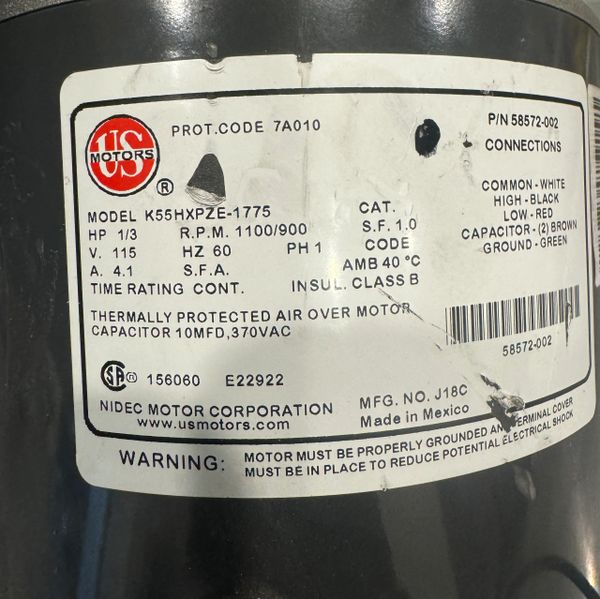 US
MOTORS
®
PROT.CODE 7A010
P/N 58572-002
CONNECTIONS
COMMON-WHITE
HIGH-BLACK
LOW-RED
CAPACITOR-(2) BROWN
GROUND-GREEN
MODEL K55HXPZE-1775 CAT.
HP 1/3 R.P.M. 1100/900 S.F. 1.0
V. 115 HZ 60 PH 1 CODE
A. 4.1 S.F.A. AMB 40 °C
TIME RATING CONT. INSUL. CLASS B
THERMALLY PROTECTED AIR OVER MOTOR
CAPACITOR 10MFD,370VAC
58572-002
SA ® 156060 E22922
NIDEC MOTOR CORPORATION MFG. NO. J18C
www.usmotors.com Made in Mexico
WARNING: MOTOR MUST BE PROPERLY GROUNDED AND TERMINAL COVER
MUST BE IN PLACE TO REDUCE POTENTIAL ELECTRICAL SHOCK